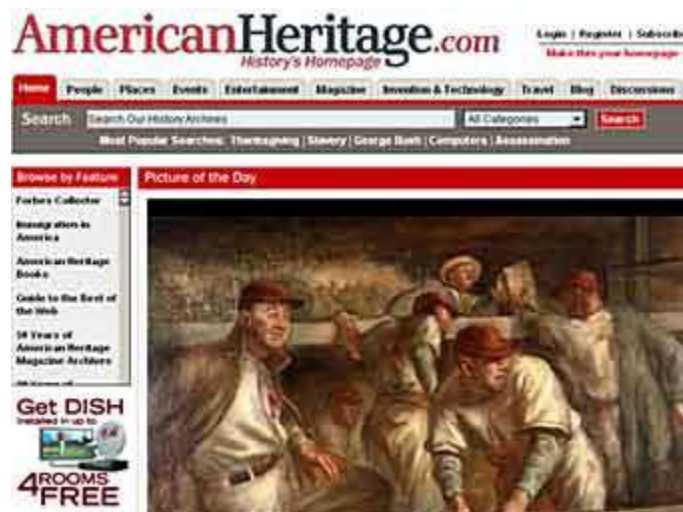 AmericanHeritage.com
History's Homepage
Login | Register | Subscribe
Make this your homepage
Home People Places Events Entertainment Magazine Invention & Technology Travel Blog Discussions
Search Search Our History Archives All Categories Search
Most Popular Searches: Thanksgiving | Slavery | George Bush | Computers | Assassination
Browse by Feature
Picture of the Day
Forbes Collector
Immigration in
America
American Heritage
Books
Guide to the Best of
the Web
50 Years of
American Heritage
Magazine Archives
Years of
Get DISH
installed in up to
4 ROOMS
FREE